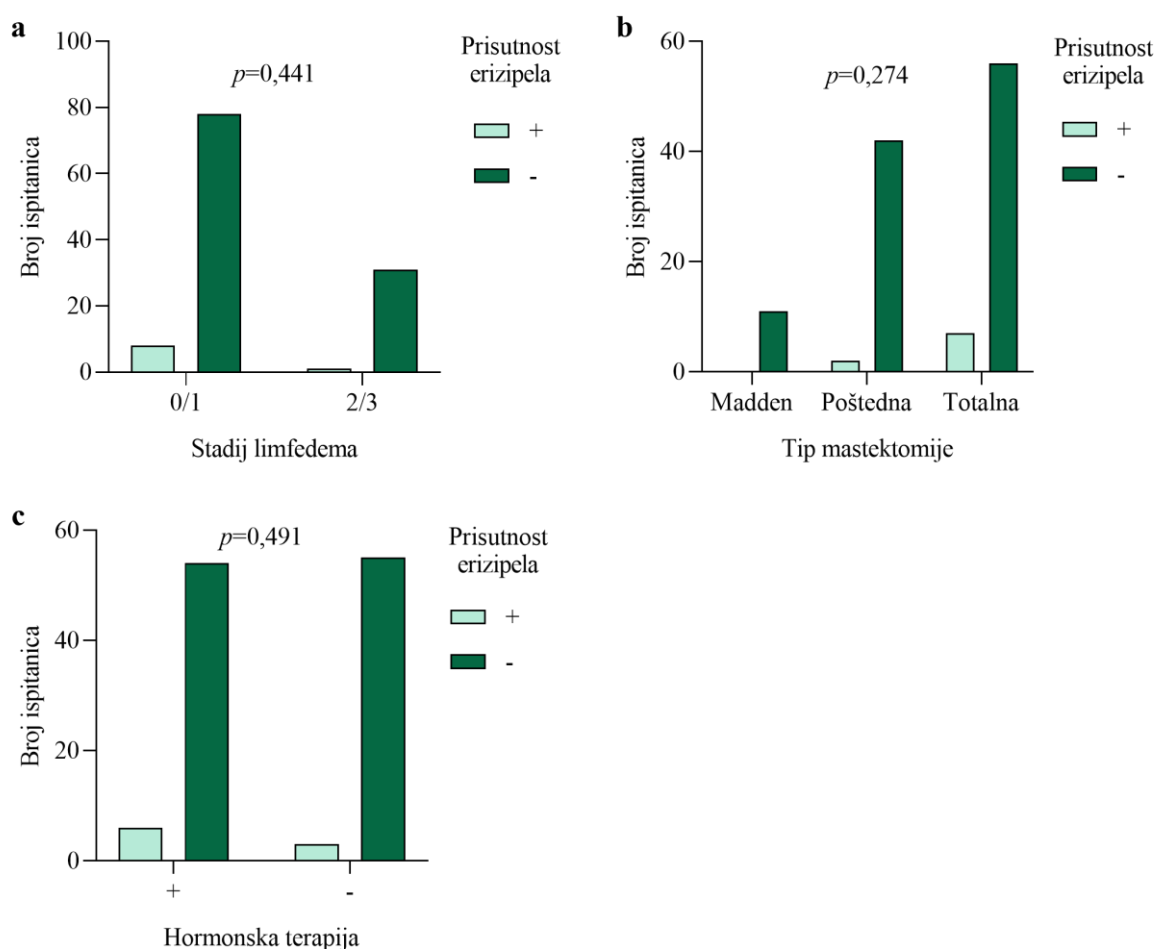 a
100
80
60
40
20
0
Broj ispitanica
p=0,441
0/1
2/3
Stadij limfedema
Prisutnost
erizipela
+
-
b
60
40
20
0
Broj ispitanica
p=0,274
Madden
Poštedna
Totalna
Tip mastektomije
Prisutnost
erizipela
+
-
c
60
40
20
0
Broj ispitanica
p=0,491
+
-
Hormonska terapija
Prisutnost
erizipela
+
-